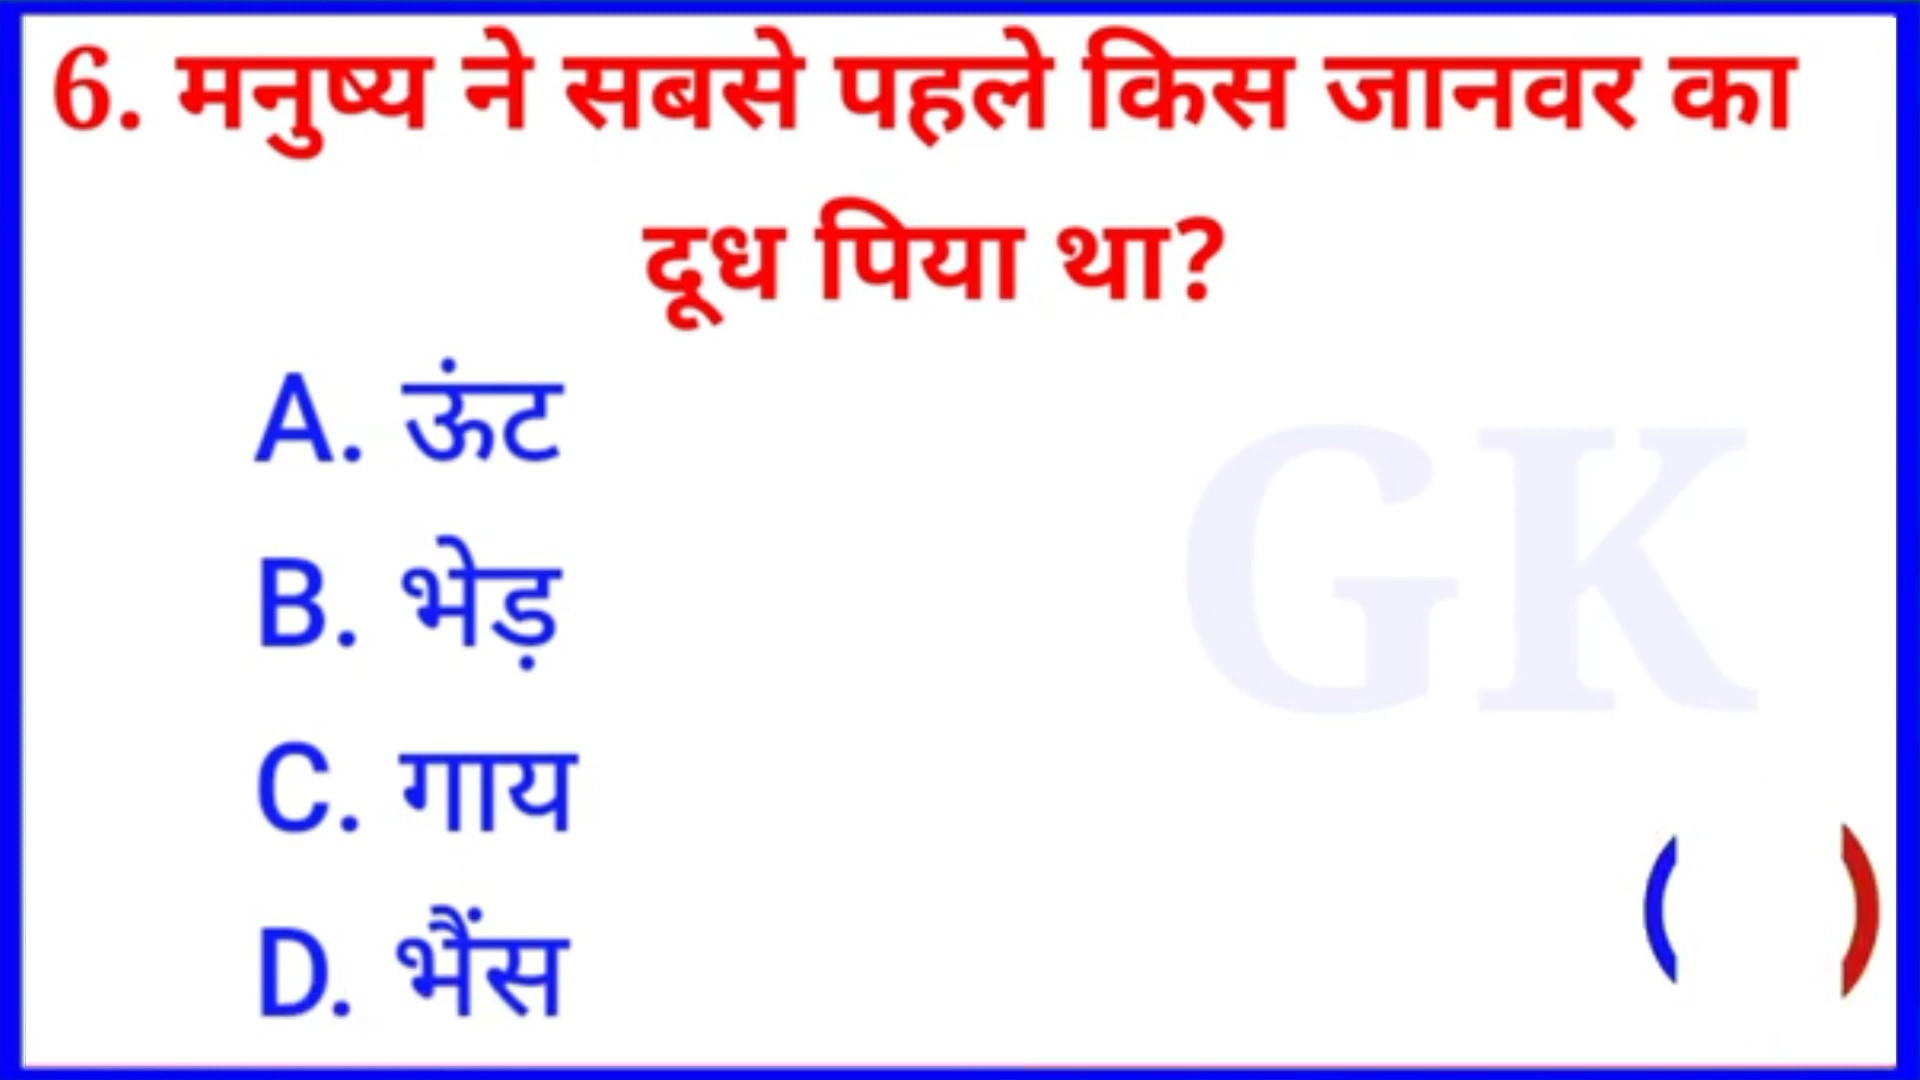 6. मनुष्य ने सबसे पहले किस जानवर का
दूध पिया था?
A. ऊंट
B. भेड़
C. गाय
D. भैंस
GK
( )